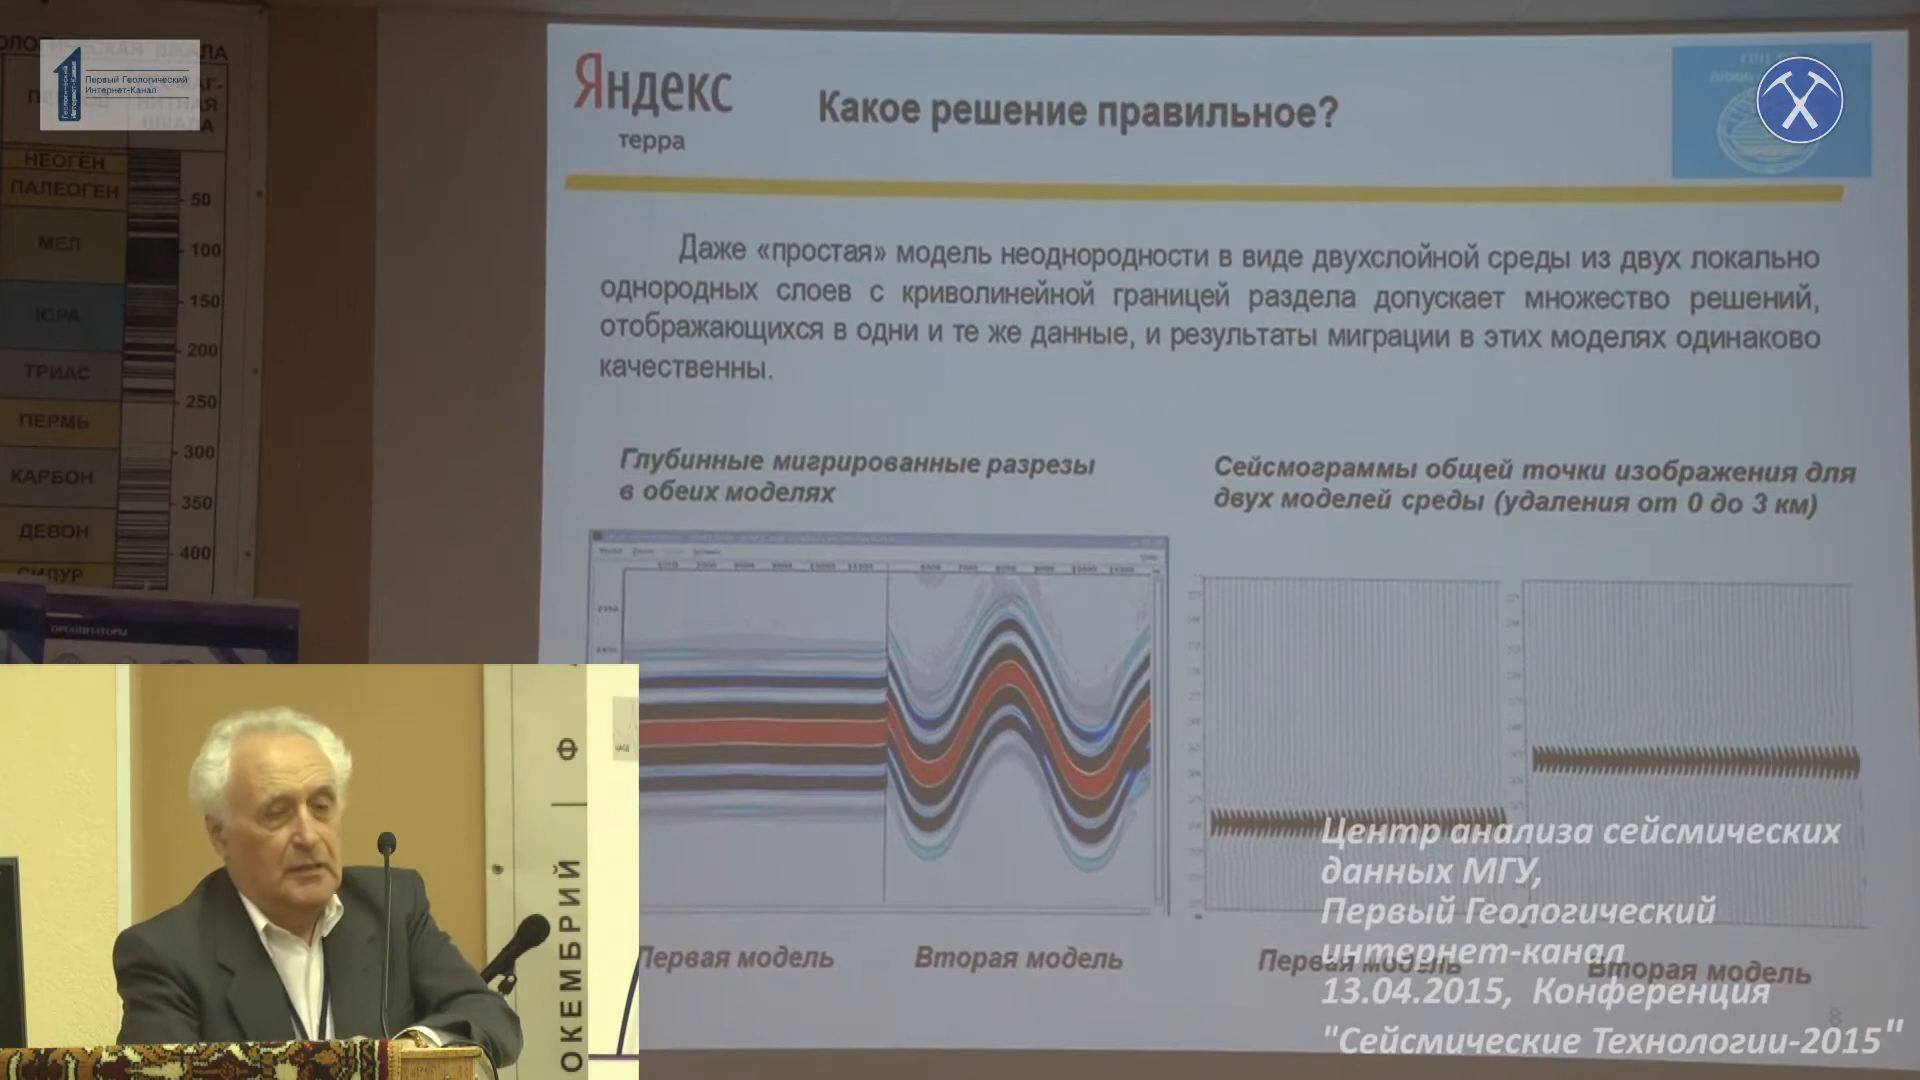 Первый Геологический
Интернет-Канал
НЕОГЕН
ПАЛЕОГЕН
МЕЛ
ЮРА
ТРИАС
ПЕРМЬ
КАРБОН
ДЕВОН
СИЛУР
50
100
150
200
250
300
350
400
ОРГАНИЗАТОРЫ
Яндекс
терра
Какое решение правильное?
Даже «простая» модель неоднородности в виде двухслойной среды из двух локально
однородных слоев с криволинейной границей раздела допускает множество решений,
отображающихся в одни и те же данные, и результаты миграции в этих моделях одинаково
качественны.
Глубинные мигрированные разрезы
в обеих моделях
Сейсмограммы общей точки изображения для
двух моделей среды (удаления от 0 до 3 км)
Первая модель
Вторая модель
Первая модель
Вторая модель
8
Центр анализа сейсмических
данных МГУ,
Первый Геологический
интернет-канал
13.04.2015, Конференция
"Сейсмические Технологии-2015"
ОКЕМБРИЙ
Ф